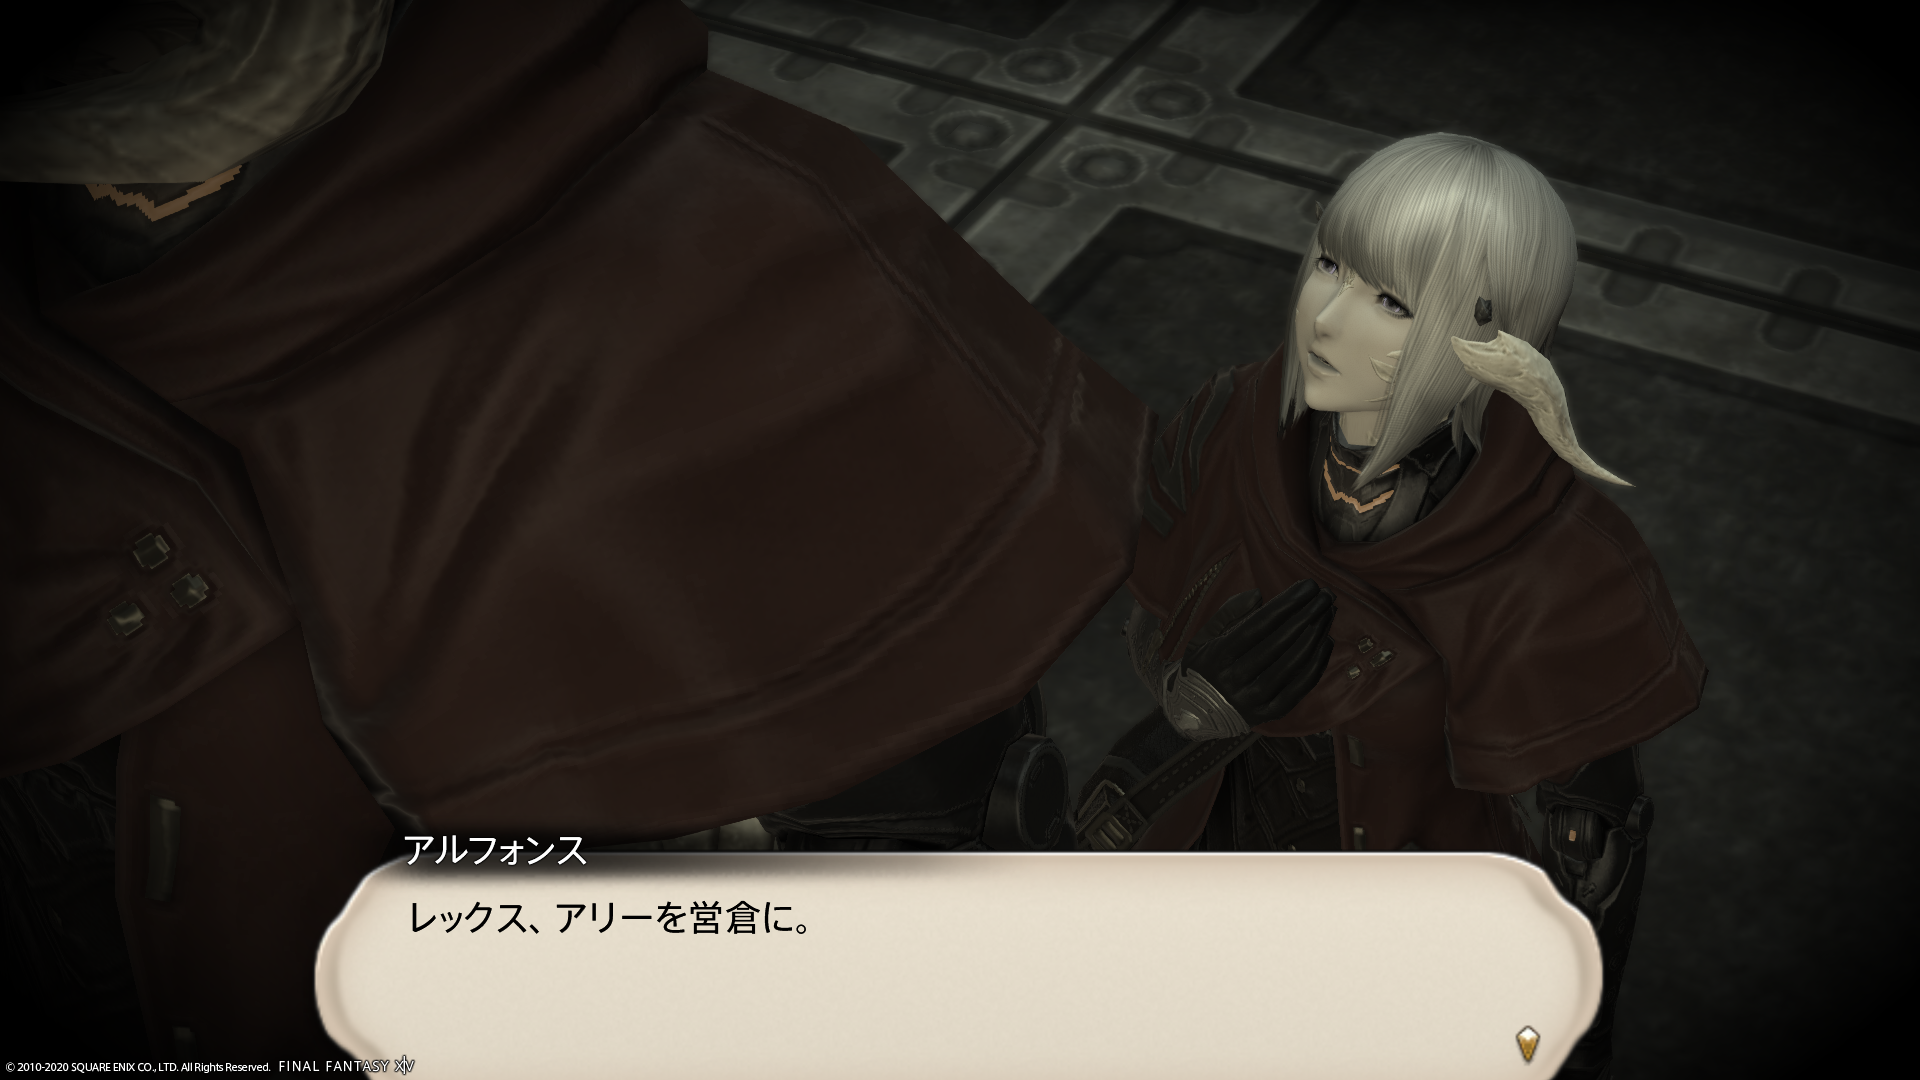 アルフォンス
レックス、アリーを営倉に。
© 2010-2020 SQUARE ENIX CO., LTD. All Rights Reserved. FINAL FANTASY XIV